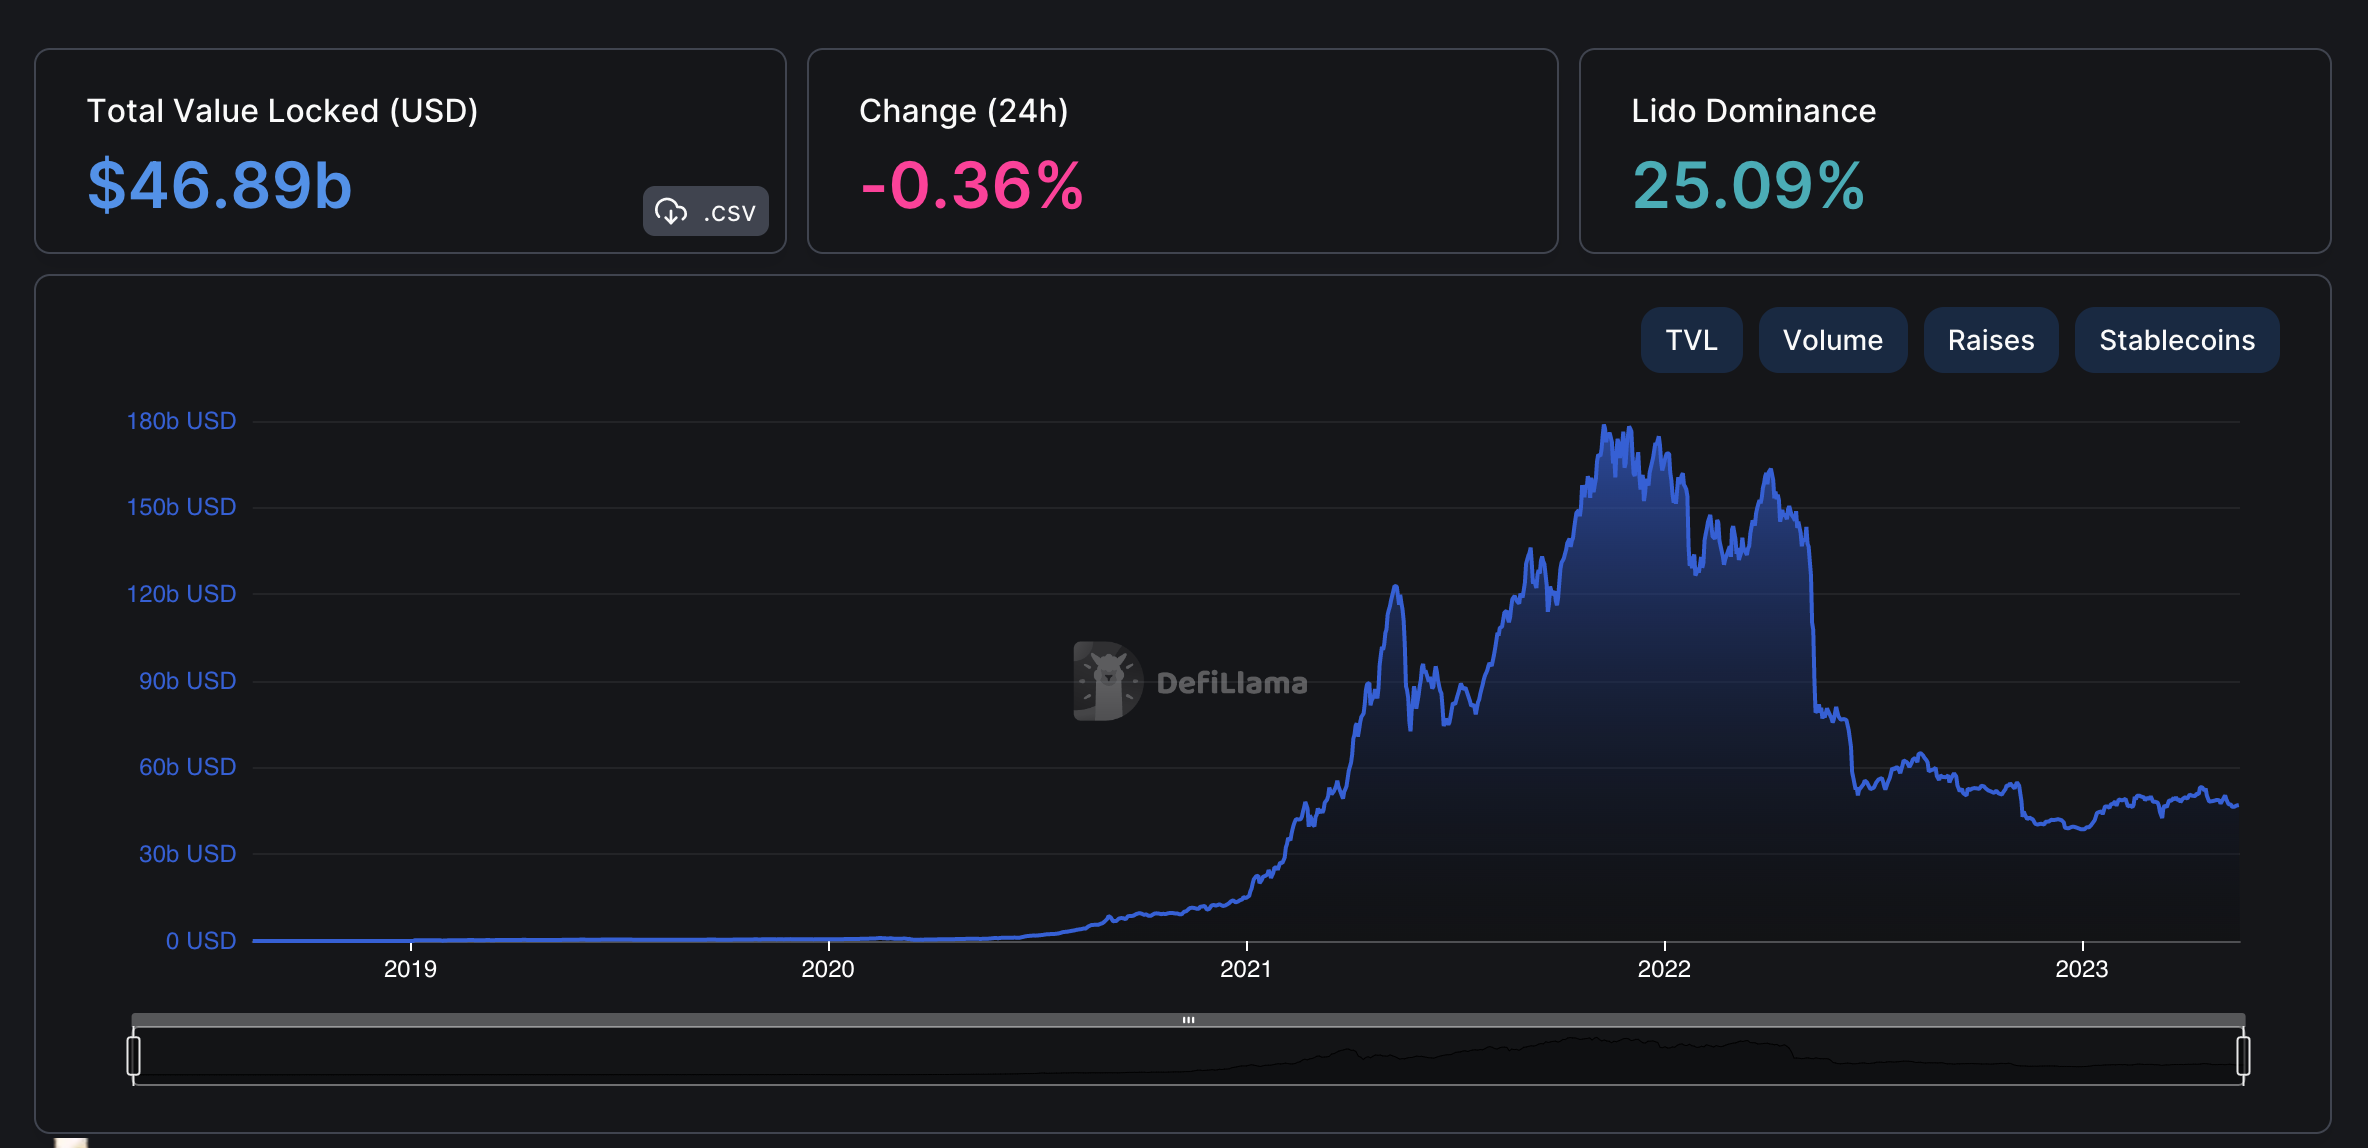 Total Value Locked (USD)
$46.89b
.csv
Change (24h)
-0.36%
Lido Dominance
25.09%
TVL
Volume
Raises
Stablecoins
180b USD
150b USD
120b USD
90b USD
60b USD
30b USD
0 USD
DefiLlama
2019
2020
2021
2022
2023